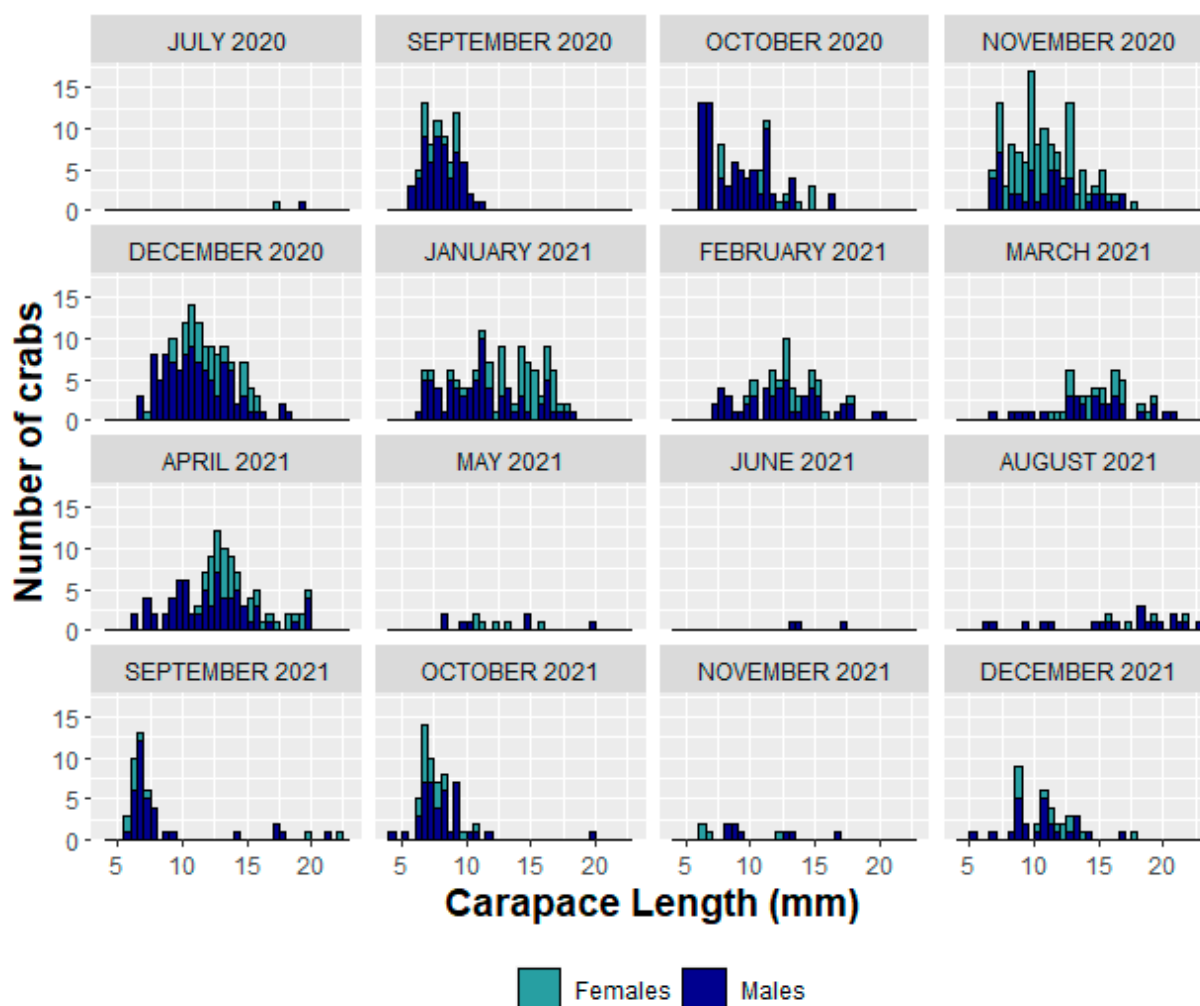 JULY 2020 SEPTEMBER 2020 OCTOBER 2020 NOVEMBER 2020
15
10
5
0
DECEMBER 2020 JANUARY 2021 FEBRUARY 2021 MARCH 2021
15
10
5
0
APRIL 2021 MAY 2021 JUNE 2021 AUGUST 2021
15
10
5
0
SEPTEMBER 2021 OCTOBER 2021 NOVEMBER 2021 DECEMBER 2021
15
10
5
0
Number of crabs
5 10 15 20 5 10 15 20 5 10 15 20 5 10 15 20
Carapace Length (mm)
Females Males